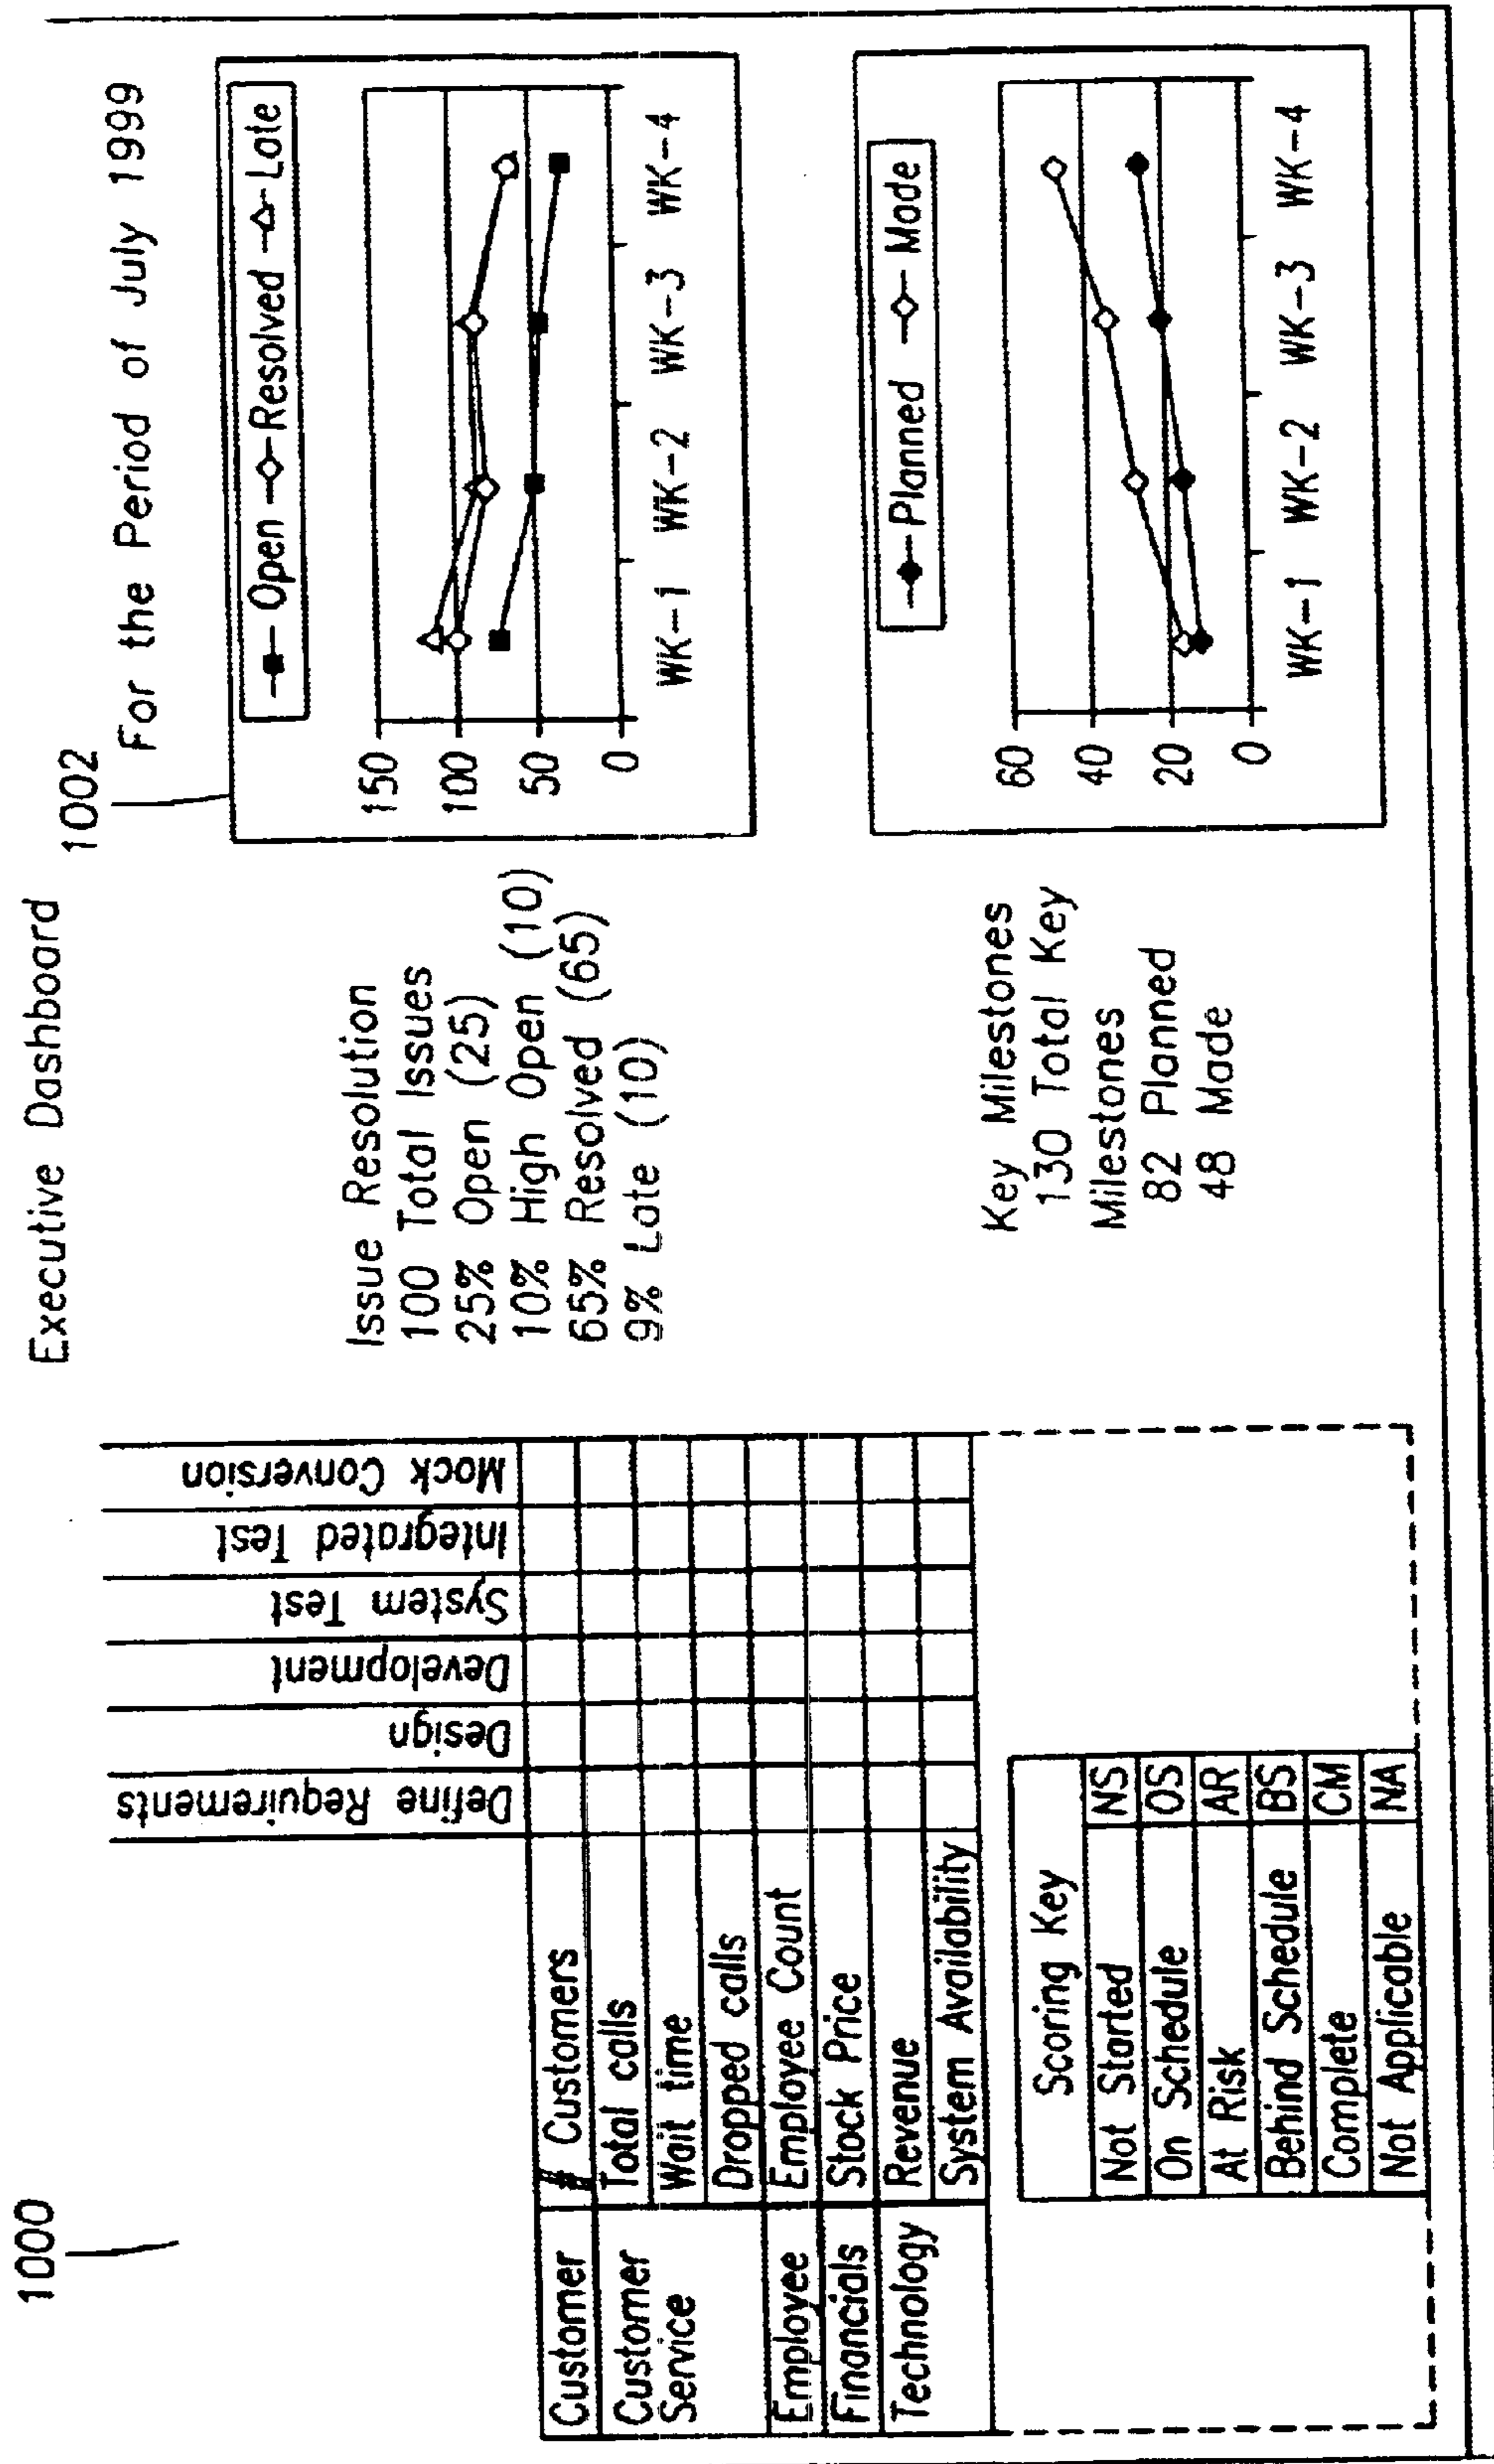 1000
Executive Dashboard
1002
For the Period of July 1999
Define Requirements
Design
Development
System Test
Integrated Test
Mock Conversion
Customer # Customers
Customer Service Total calls
Wait time
Dropped calls
Employee Employee Count
Financials Stock Price
Technology Revenue
System Availability
Scoring Key
Not Started NS
On Schedule OS
At Risk AR
Behind Schedule BS
Complete CM
Not Applicable NA
Issue Resolution
100 Total Issues
25% Open (25)
10% High Open (10)
65% Resolved (65)
9% Late (10)
Key Milestones
130 Total Key
Milestones
82 Planned
48 Made
Open Resolved Late
150
100
50
0
WK-1 WK-2 WK-3 WK-4
Planned Made
60
40
20
0
WK-1 WK-2 WK-3 WK-4